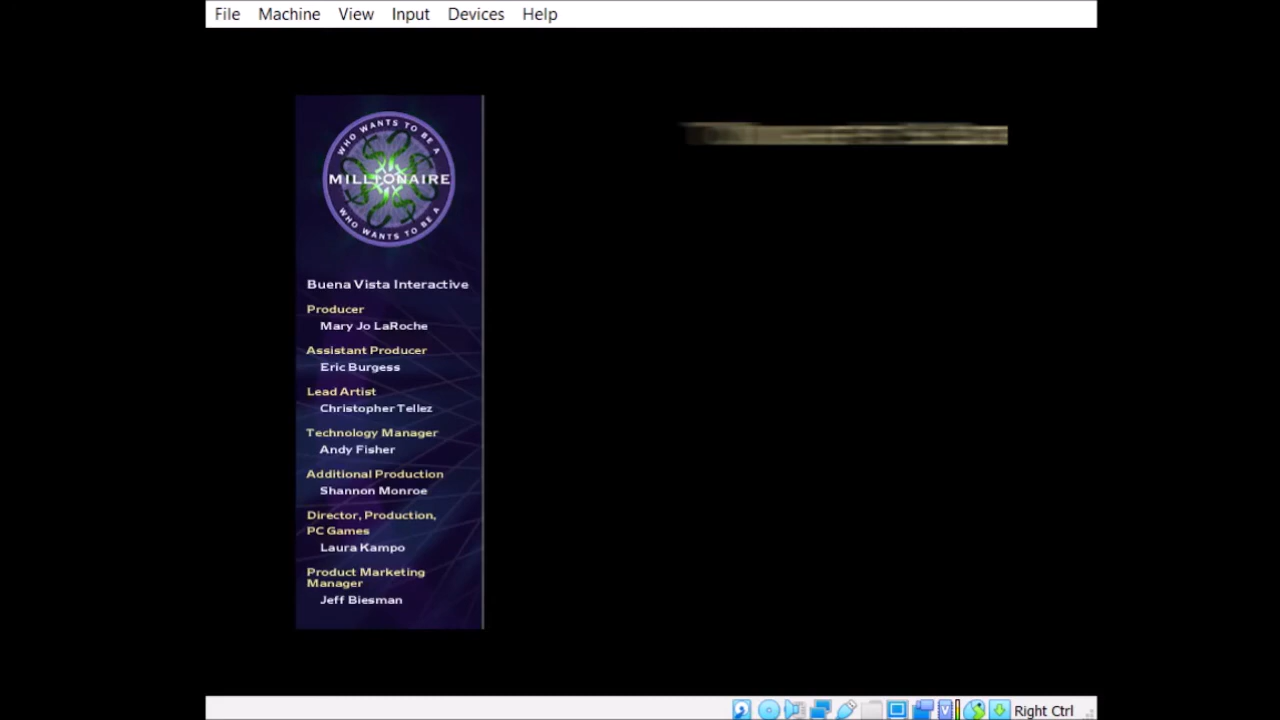 File Machine View Input Devices Help
WHO WANTS TO BE A
MILLIONAIRE
WHO WANTS TO BE A
Buena Vista Interactive
Producer
Mary Jo LaRoche
Assistant Producer
Eric Burgess
Lead Artist
Christopher Tellez
Technology Manager
Andy Fisher
Additional Production
Shannon Monroe
Director, Production,
PC Games
Laura Kampo
Product Marketing
Manager
Jeff Biesman
Right Ctrl